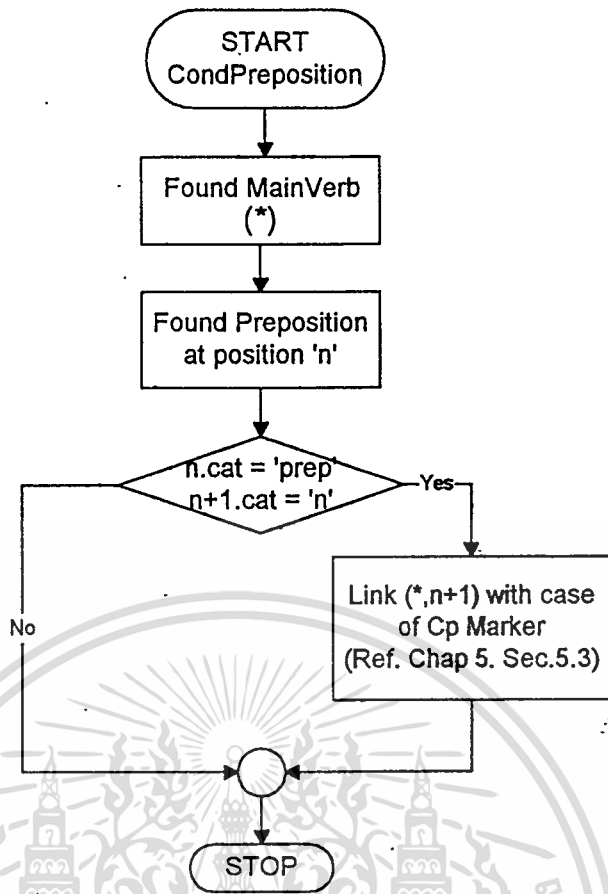 START
CondPreposition
Found MainVerb
(*)
Found Preposition
at position 'n'
n.cat = 'prep'
n+1.cat = 'n'
Yes
No
Link (*,n+1) with case
of Cp Marker
(Ref. Chap 5. Sec.5.3)
STOP